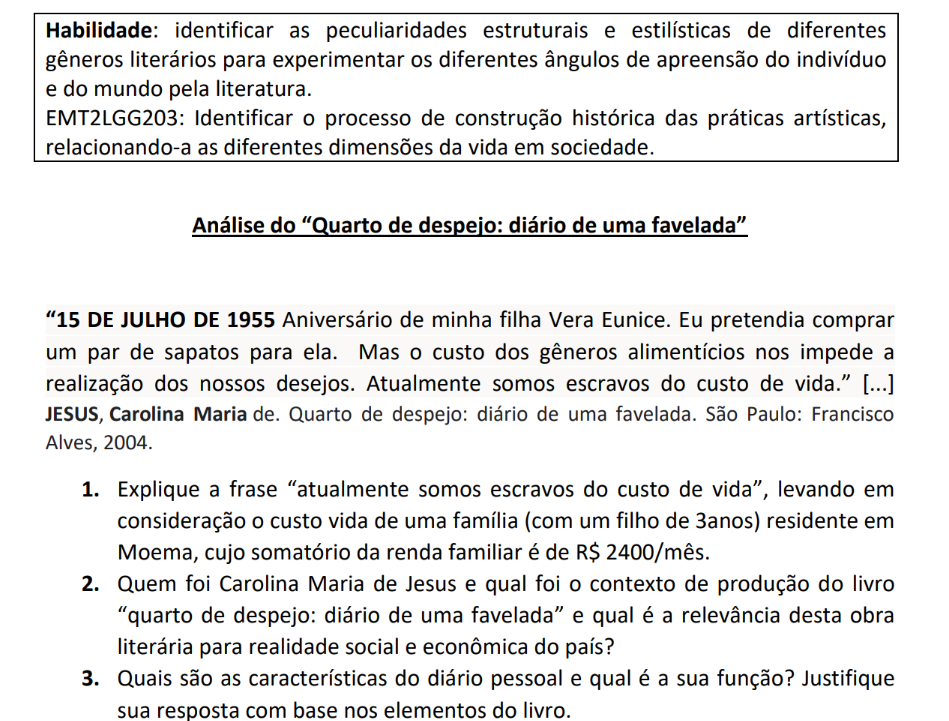 Habilidade: identificar as peculiaridades estruturais e estilísticas de diferentes
gêneros literários para experimentar os diferentes ângulos de apreensão do indivíduo
e do mundo pela literatura.
EMT2LGG203: Identificar o processo de construção histórica das práticas artísticas,
relacionando-a as diferentes dimensões da vida em sociedade.
Análise do “Quarto de despejo: diário de uma favelada”
“15 DE JULHO DE 1955 Aniversário de minha filha Vera Eunice. Eu pretendia comprar
um par de sapatos para ela. Mas o custo dos gêneros alimentícios nos impede a
realização dos nossos desejos. Atualmente somos escravos do custo de vida.” [...]
JESUS, Carolina Maria de. Quarto de despejo: diário de uma favelada. São Paulo: Francisco
Alves, 2004.
1. Explique a frase “atualmente somos escravos do custo de vida”, levando em
consideração o custo vida de uma família (com um filho de 3anos) residente em
Moema, cujo somatório da renda familiar é de R$ 2400/mês.
2. Quem foi Carolina Maria de Jesus e qual foi o contexto de produção do livro
“quarto de despejo: diário de uma favelada” e qual é a relevância desta obra
literária para realidade social e econômica do país?
3. Quais são as características do diário pessoal e qual é a sua função? Justifique
sua resposta com base nos elementos do livro.